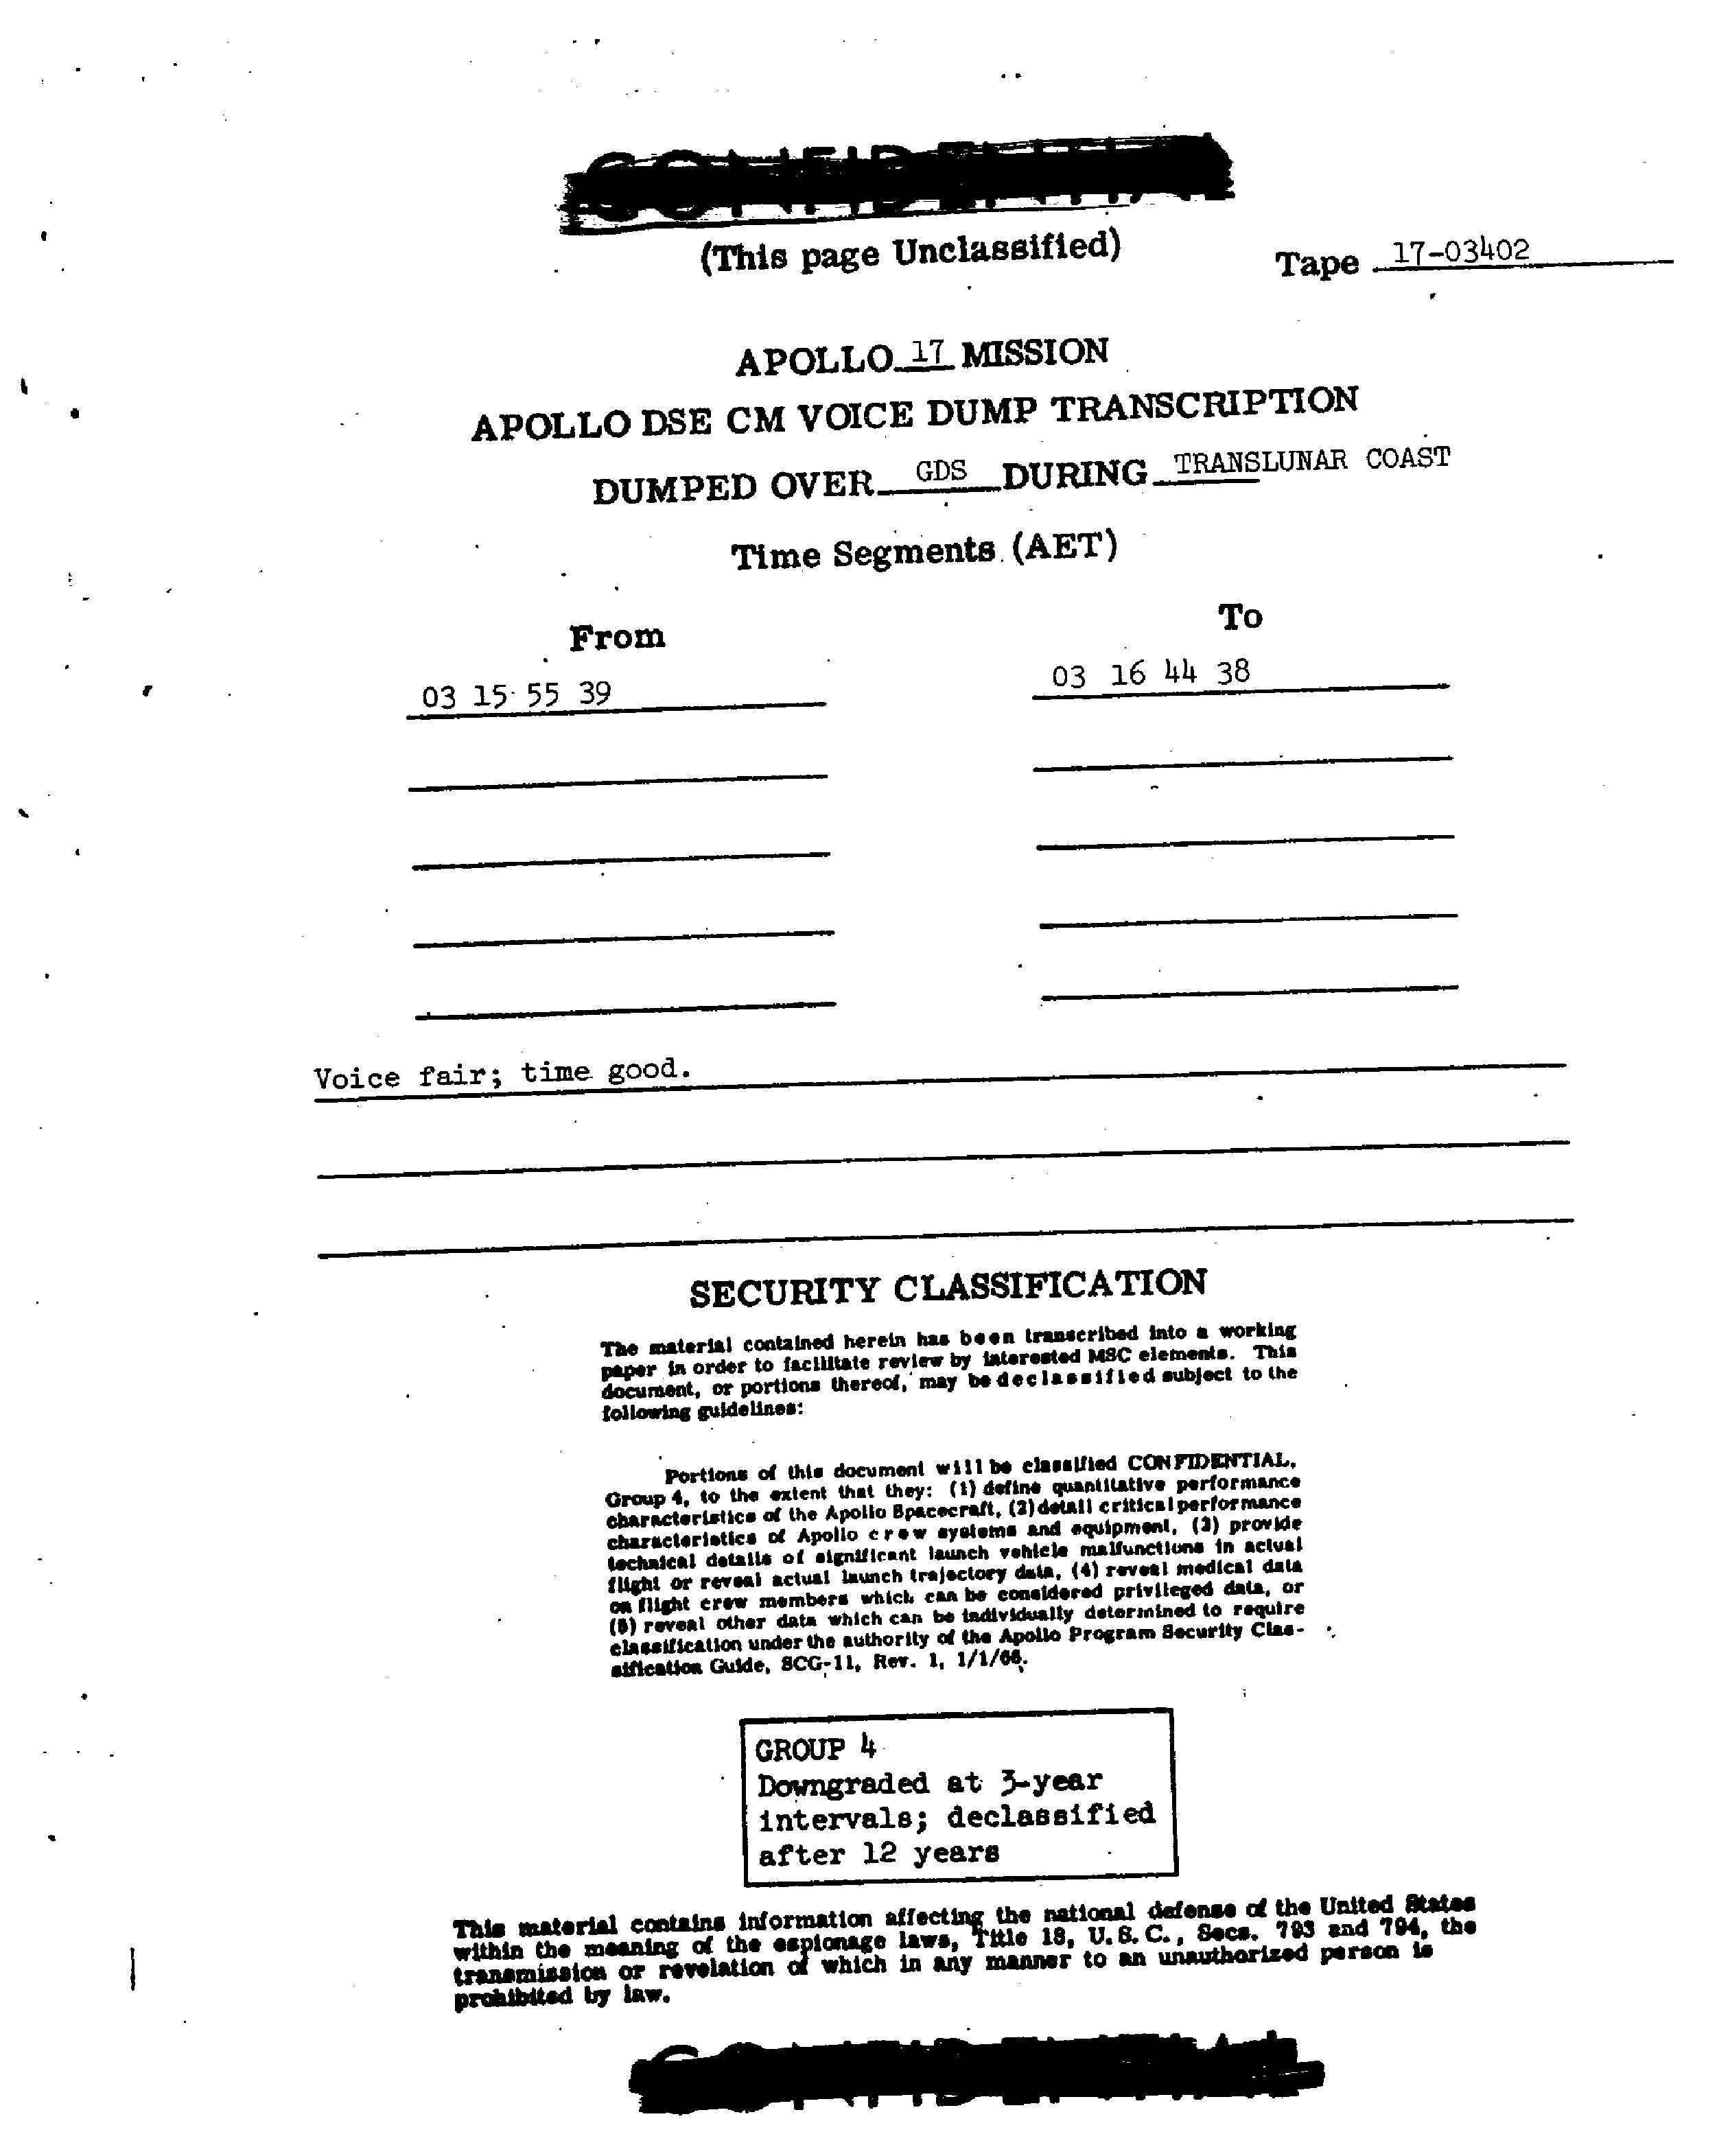 CONFIDENTIAL
(This page Unclassified)
Tape 17-03402
APOLLO 17 MISSION
APOLLO DSE CM VOICE DUMP TRANSCRIPTION
DUMPED OVER GDS DURING TRANSLUNAR COAST
Time Segments (AET)
From To
03 15 55 39 03 16 44 38
Voice fair; time good.
SECURITY CLASSIFICATION
The material contained herein has been transcribed into a working
paper in order to facilitate review by interested MSC elements. This
document, or portions thereof, may be declassified subject to the
following guidelines:
Portions of this document will be classified CONFIDENTIAL,
Group 4, to the extent that they: (1) define quantitative performance
characteristics of the Apollo Spacecraft, (2) detail critical performance
characteristics of Apollo crew systems and equipment, (3) provide
technical details of significant launch vehicle malfunctions in actual
flight or reveal actual launch trajectory data, (4) reveal medical data
on flight crew members which can be considered privileged data, or
(5) reveal other data which can be individually determined to require
classification under the authority of the Apollo Program Security Clas-
sification Guide, SCG-11, Rev. 1, 1/1/66.
GROUP 4
Downgraded at 3-year
intervals; declassified
after 12 years
This material contains information affecting the national defense of the United States
within the meaning of the espionage laws, Title 18, U.S.C., Secs. 793 and 794, the
transmission or revelation of which in any manner to an unauthorized person is
prohibited by law.
CONFIDENTIAL